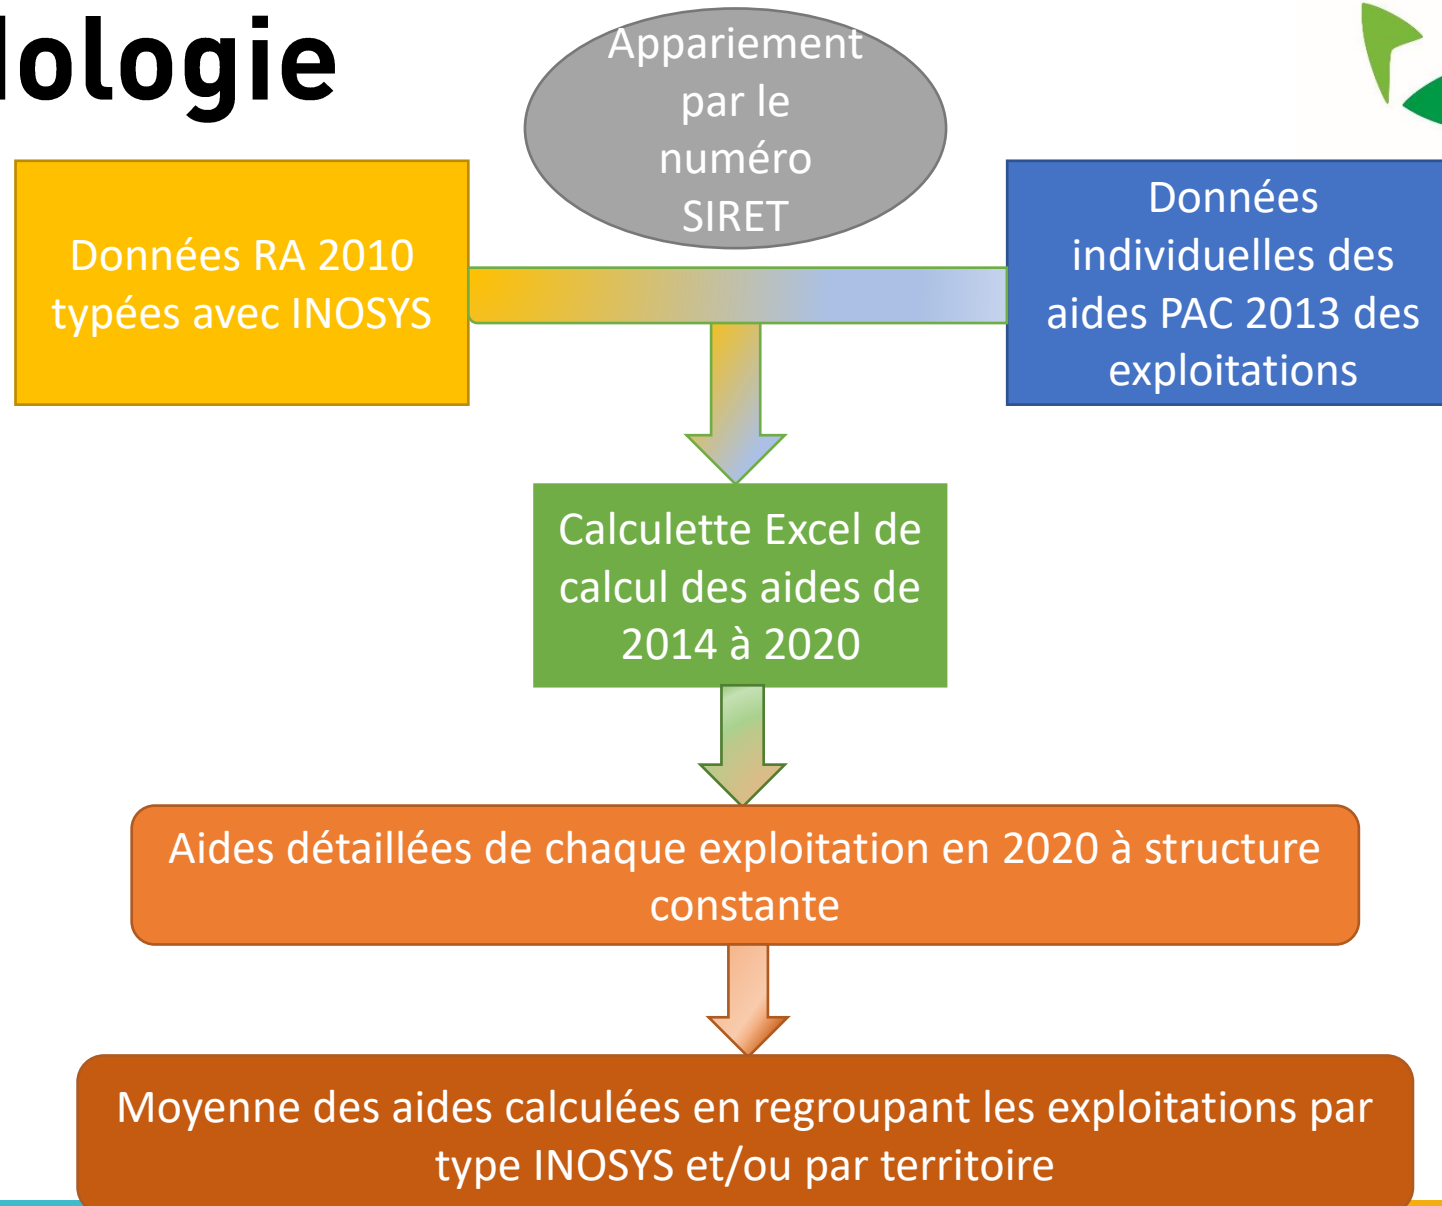 ologie
Appariement
par le
numéro
SIRET
Données RA 2010
typées avec INOSYS
Données
individuelles des
aides PAC 2013 des
exploitations
Calculette Excel de
calcul des aides de
2014 à 2020
Aides détaillées de chaque exploitation en 2020 à structure
constante
Moyenne des aides calculées en regroupant les exploitations par
type INOSYS et/ou par territoire